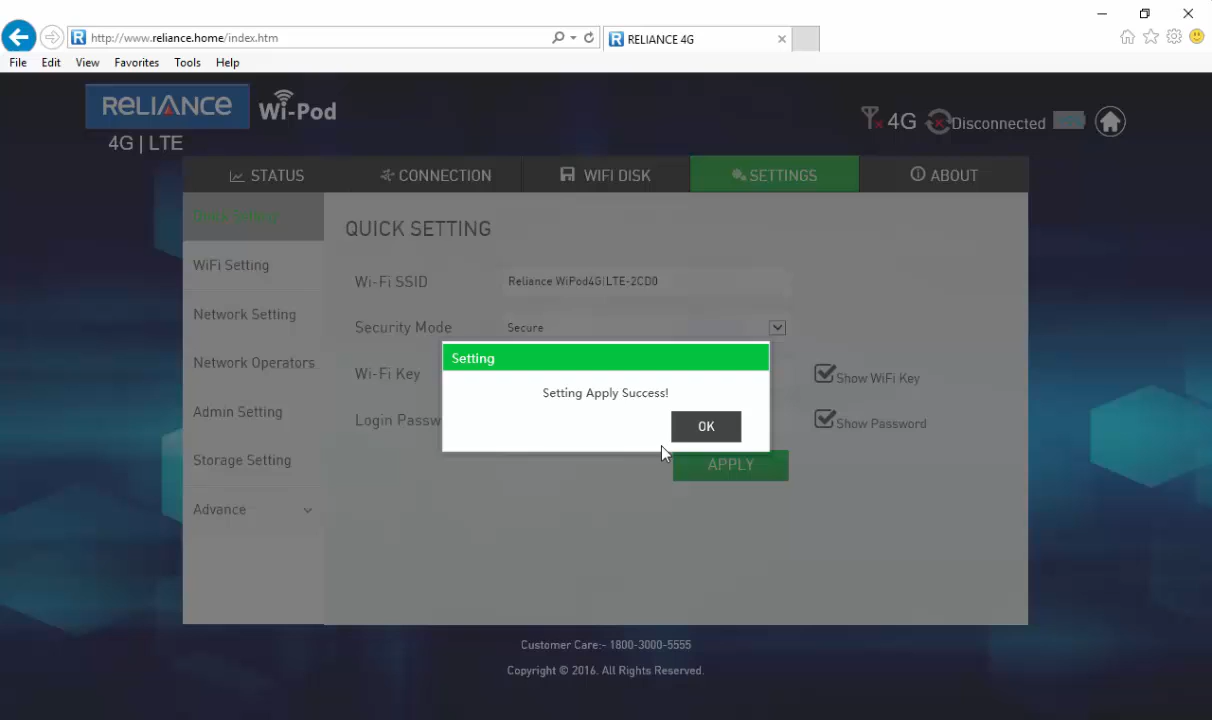 http://www.reliance.home/index.htm
RELIANCE 4G
File Edit View Favorites Tools Help
RELIANCE Wi-Pod
4G | LTE
4G Disconnected
STATUS CONNECTION WIFI DISK SETTINGS ABOUT
Quick Setting
WiFi Setting
Network Setting
Network Operators
Admin Setting
Storage Setting
Advance
QUICK SETTING
Wi-Fi SSID Reliance WiPod4G|LTE-2CD0
Security Mode Secure
Wi-Fi Key Show WiFi Key
Login Passw Show Password
Setting
Setting Apply Success!
OK
APPLY
Customer Care:- 1800-3000-5555
Copyright © 2016. All Rights Reserved.